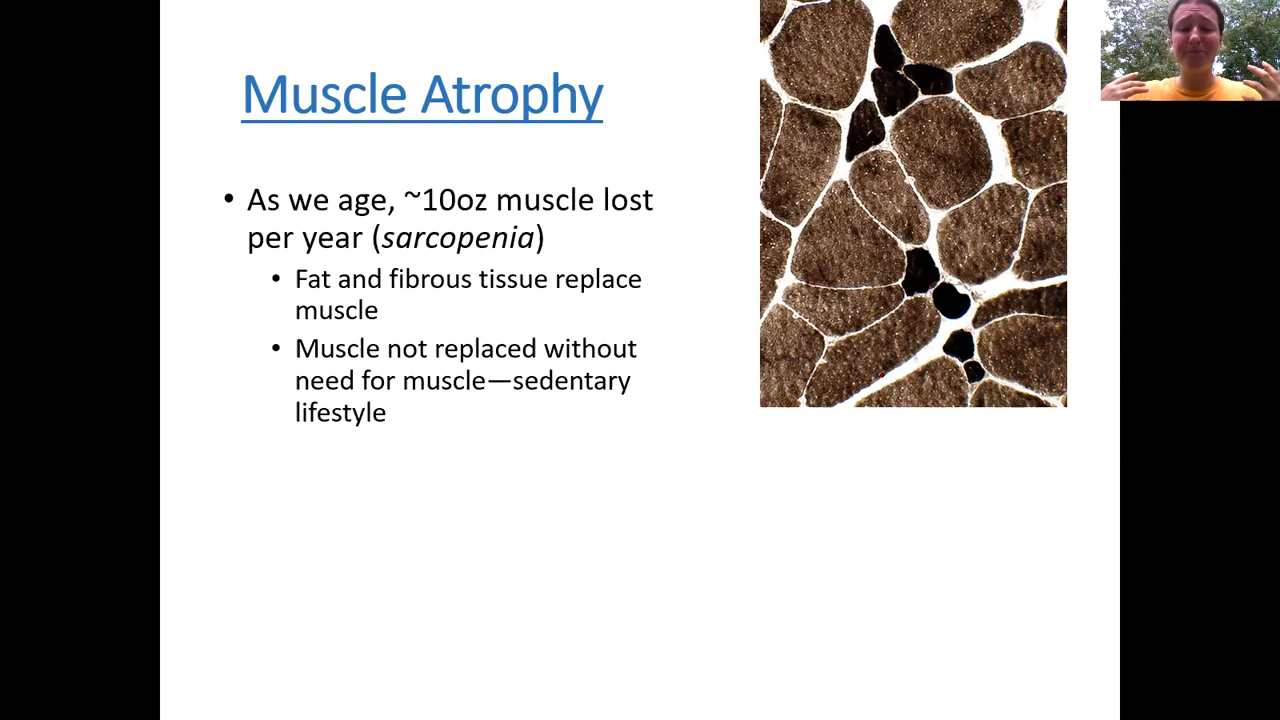 Muscle Atrophy
• As we age, ~10oz muscle lost
per year (sarcopenia)
• Fat and fibrous tissue replace
muscle
• Muscle not replaced without
need for muscle—sedentary
lifestyle